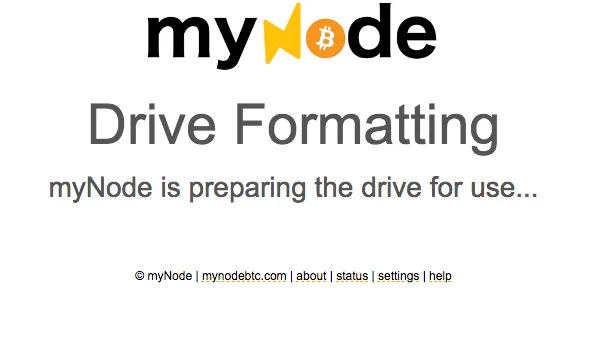 myNode
Drive Formatting
myNode is preparing the drive for use...
© myNode | mynodebtc.com | about | status | settings | help